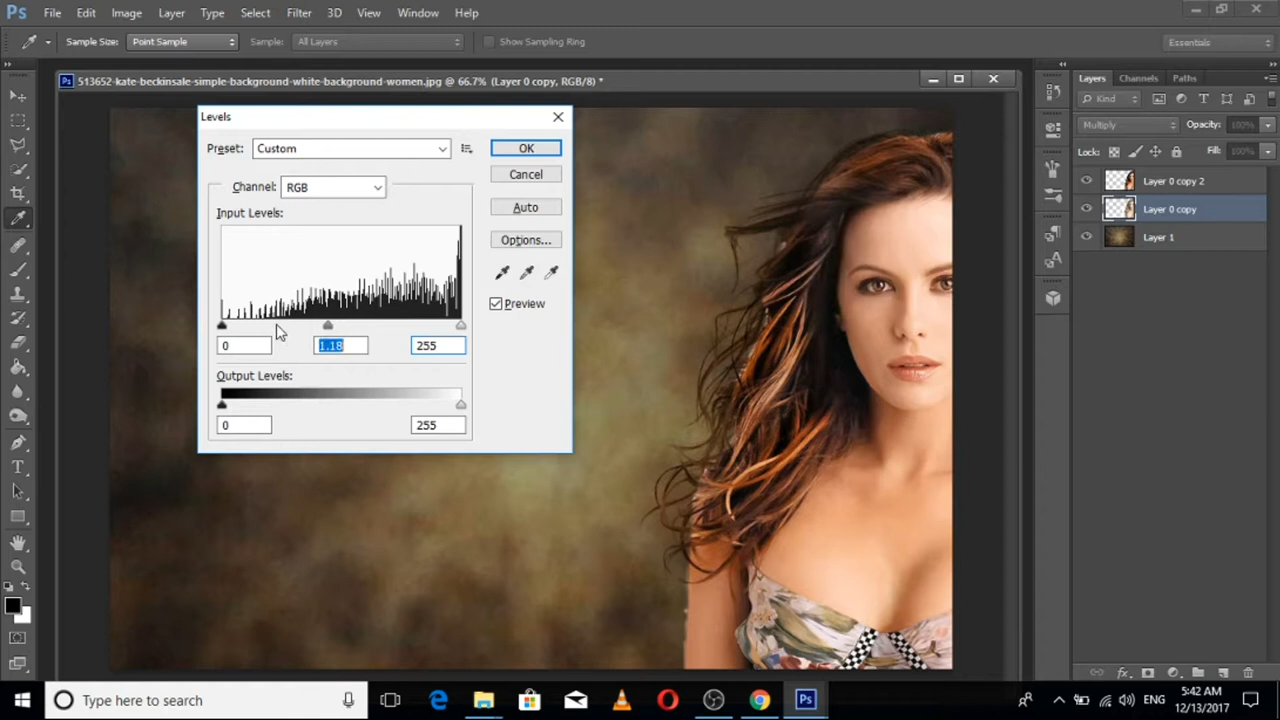 Ps File Edit Image Layer Type Select Filter 3D View Window Help
Sample Size: Point Sample Sample: All Layers Show Sampling Ring Essentials
Ps 513652-kate-beckinsale-simple-background-white-background-women.jpg @ 66.7% (Layer 0 copy, RGB/8) *
Layers Channels Paths
Kind
Multiply Opacity: 100%
Lock: Fill: 100%
Layer 0 copy 2
Layer 0 copy
Layer 1
Levels
Preset: Custom OK
Cancel
Channel: RGB
Auto
Input Levels:
Options...
Preview
0 1.18 255
Output Levels:
0 255
Type here to search
Ps
ENG
5:42 AM
12/13/2017